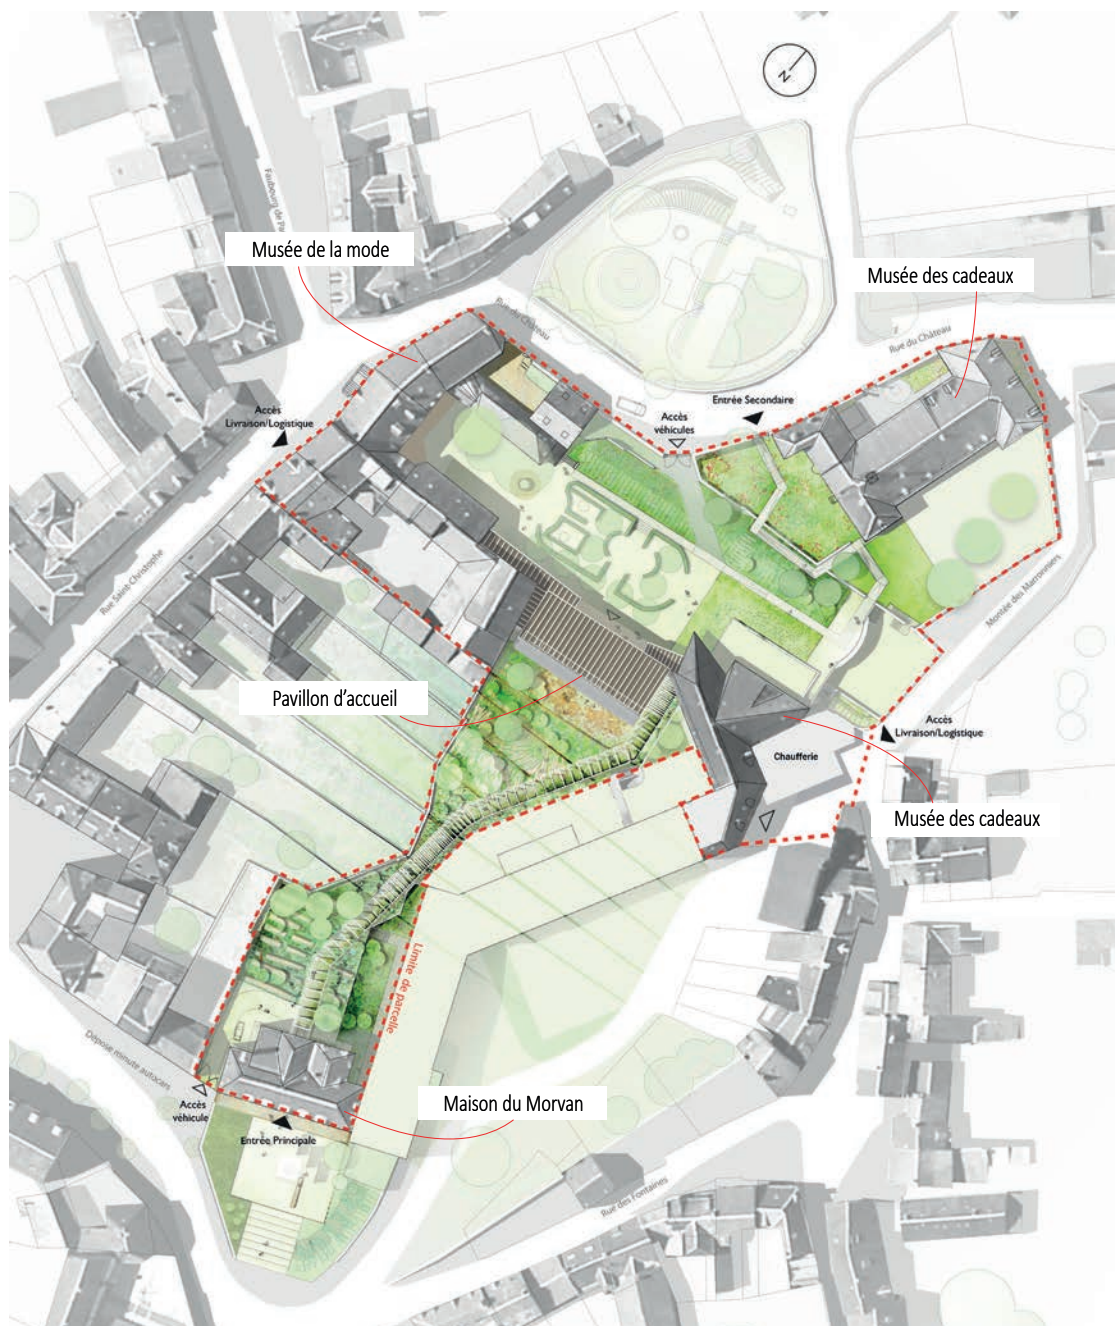 N
Faubourg de
Musée de la mode
Musée des cadeaux
Rue du Château
Rue du Château
Entrée Secondaire
Accès
Livraison/Logistique
Accès
véhicules
Rue Saint-Christophe
Montée des Marronniers
Pavillon d'accueil
Accès
Livraison/Logistique
Chaufferie
Musée des cadeaux
Limite de parcelle
Dépose minute autocars
Accès
véhicule
Entrée Principale
Maison du Morvan
Rue des Fontaines